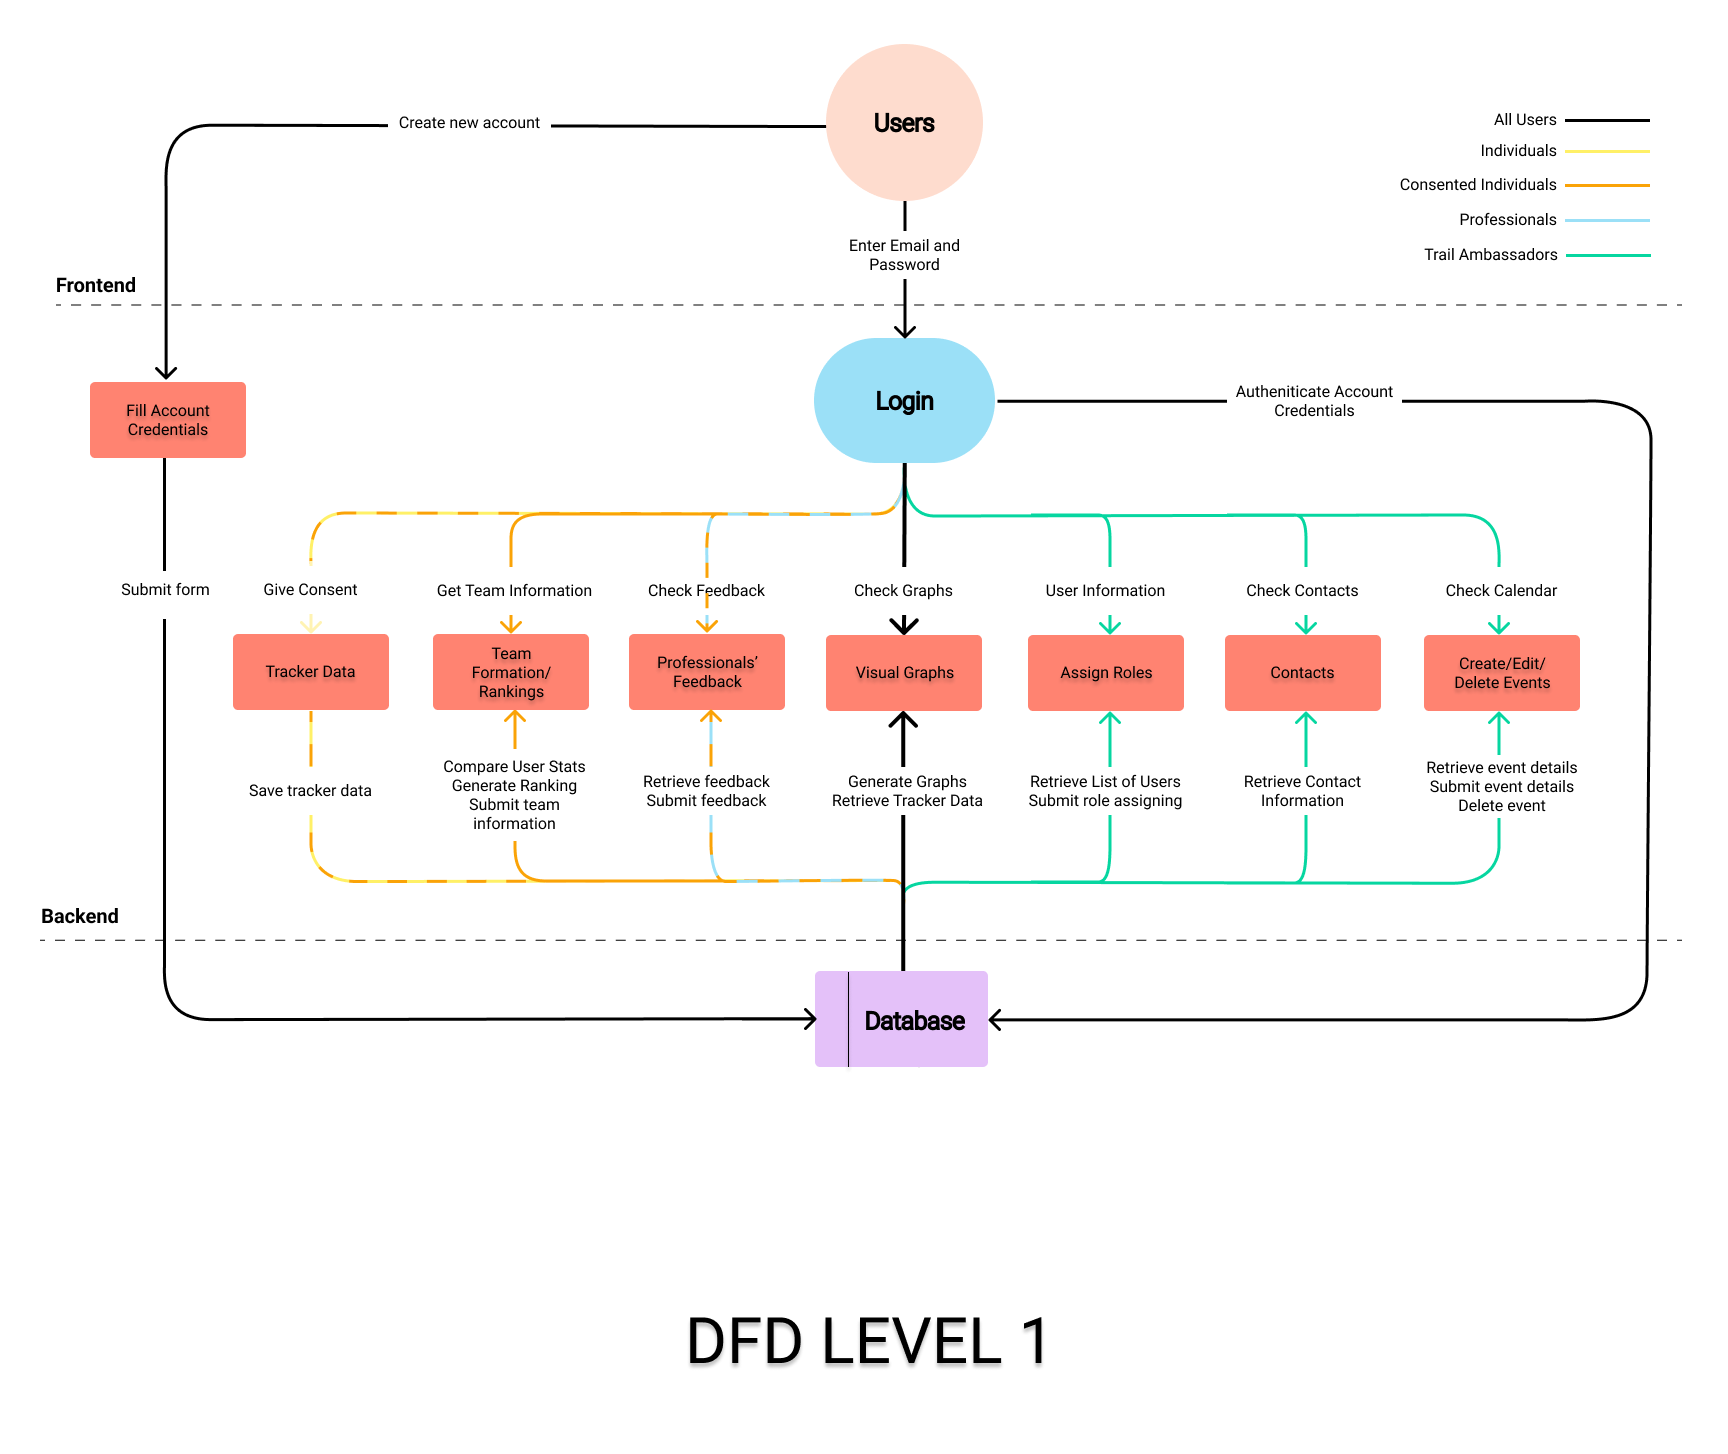 Users
Create new account
All Users
Individuals
Consented Individuals
Professionals
Trail Ambassadors
Enter Email and
Password
Frontend
Login
Autheniticate Account
Credentials
Fill Account
Credentials
Submit form
Give Consent
Get Team Information
Check Feedback
Check Graphs
User Information
Check Contacts
Check Calendar
Tracker Data
Team
Formation/
Rankings
Professionals’
Feedback
Visual Graphs
Assign Roles
Contacts
Create/Edit/
Delete Events
Save tracker data
Compare User Stats
Generate Ranking
Submit team
information
Retrieve feedback
Submit feedback
Generate Graphs
Retrieve Tracker Data
Retrieve List of Users
Submit role assigning
Retrieve Contact
Information
Retrieve event details
Submit event details
Delete event
Backend
Database
DFD LEVEL 1